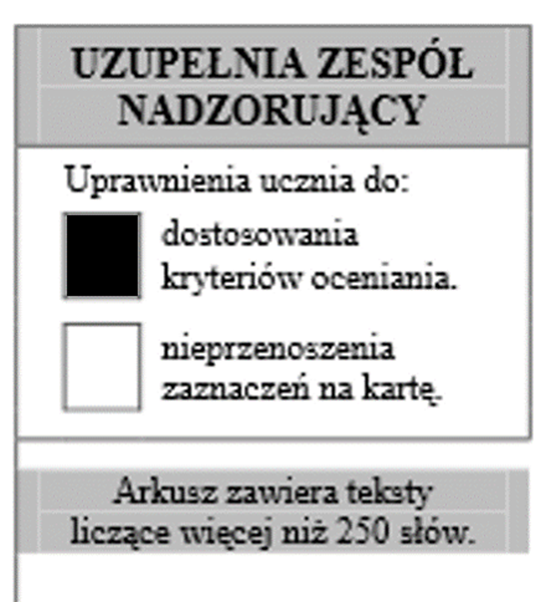 UZUPEŁNIA ZESPÓŁ
NADZORUJĄCY
Uprawnienia ucznia do:
dostosowania
kryteriów oceniania.
nieprzenoszenia
zaznaczeń na kartę.
Arkusz zawiera teksty
liczące więcej niż 250 słów.